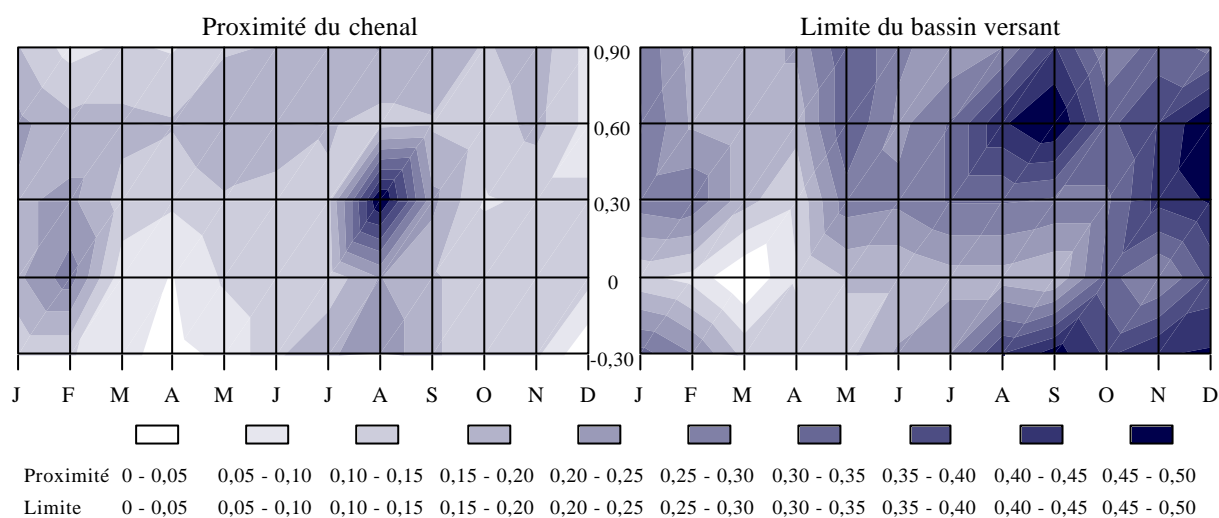 Proximité du chenal
Limite du bassin versant
0,90
0,60
0,30
0
-0,30
J F M A M J J A S O N D
J F M A M J J A S O N D
Proximité 0 - 0,05 0,05 - 0,10 0,10 - 0,15 0,15 - 0,20 0,20 - 0,25 0,25 - 0,30 0,30 - 0,35 0,35 - 0,40 0,40 - 0,45 0,45 - 0,50
Limite 0 - 0,05 0,05 - 0,10 0,10 - 0,15 0,15 - 0,20 0,20 - 0,25 0,25 - 0,30 0,30 - 0,35 0,35 - 0,40 0,40 - 0,45 0,45 - 0,50